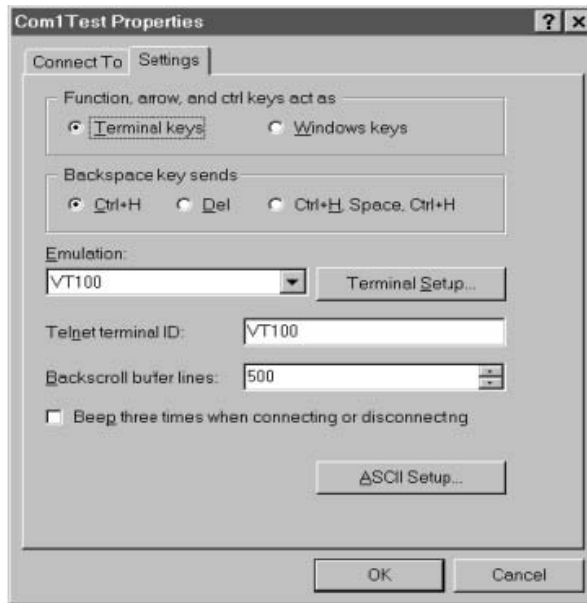 Com1Test Properties
Connect To Settings
Function, arrow, and ctrl keys act as
Terminal keys Windows keys
Backspace key sends
Ctrl+H Del Ctrl+H, Space, Ctrl+H
Emulation:
VT100 Terminal Setup...
Telnet terminal ID: VT100
Backscroll bufer lines: 500
Beep three times when connecting or disconnectng
ASCII Setup...
OK Cancel